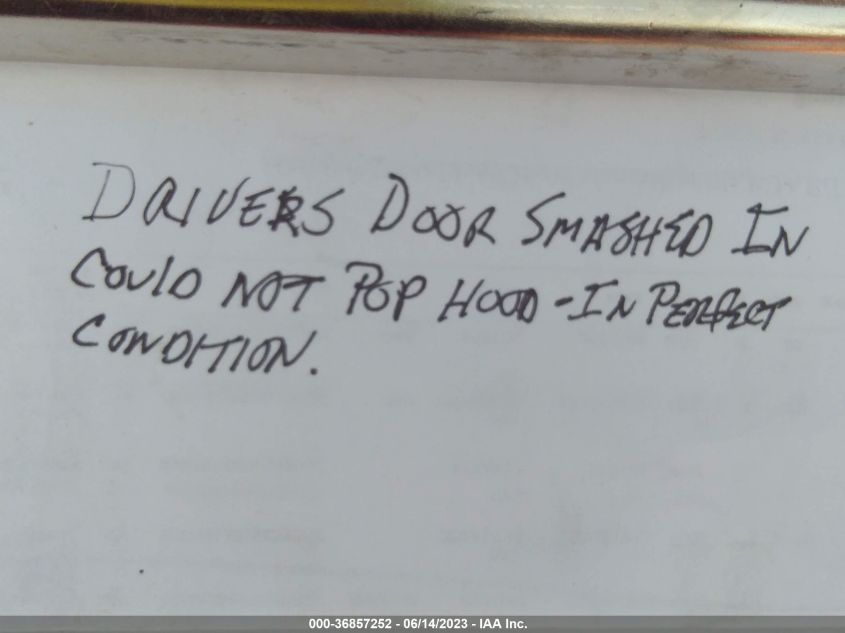 DRIVERS DOOR SMASHED IN
COULD NOT POP HOOD - IN PERFECT
CONDITION.
000-36857252 - 06/14/2023 - IAA Inc.